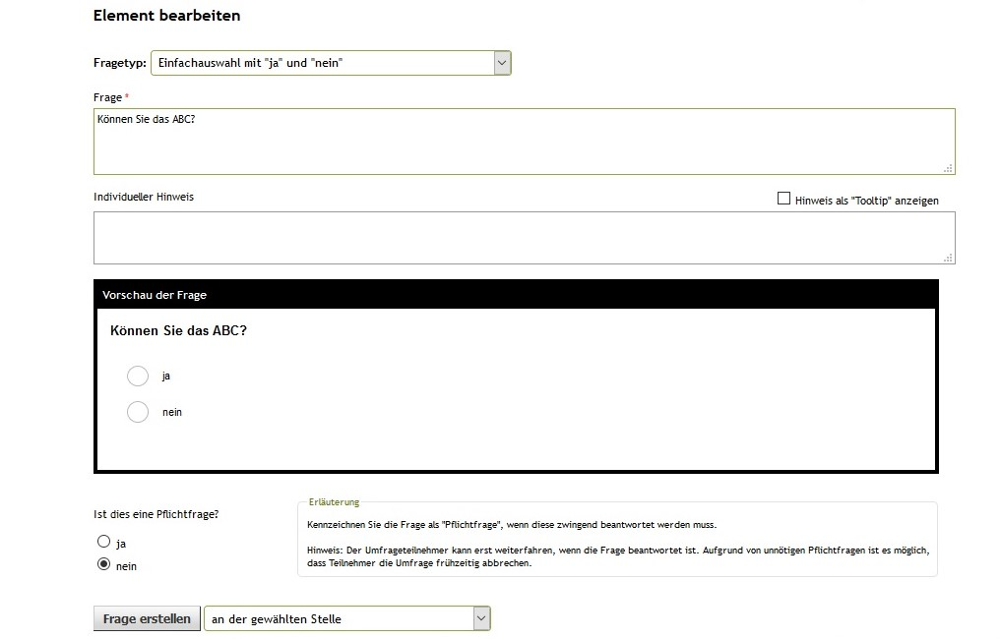 Element bearbeiten
Fragetyp: Einfachauswahl mit "ja" und "nein"
Frage *
Können Sie das ABC?
Individueller Hinweis
Hinweis als "Tooltip" anzeigen
Vorschau der Frage
Können Sie das ABC?
ja
nein
Ist dies eine Pflichtfrage?
ja
nein
Erläuterung
Kennzeichnen Sie die Frage als "Pflichtfrage", wenn diese zwingend beantwortet werden muss.
Hinweis: Der Umfrageteilnehmer kann erst weiterfahren, wenn die Frage beantwortet ist. Aufgrund von unnötigen Pflichtfragen ist es möglich,
dass Teilnehmer die Umfrage frühzeitig abbrechen.
Frage erstellen
an der gewählten Stelle